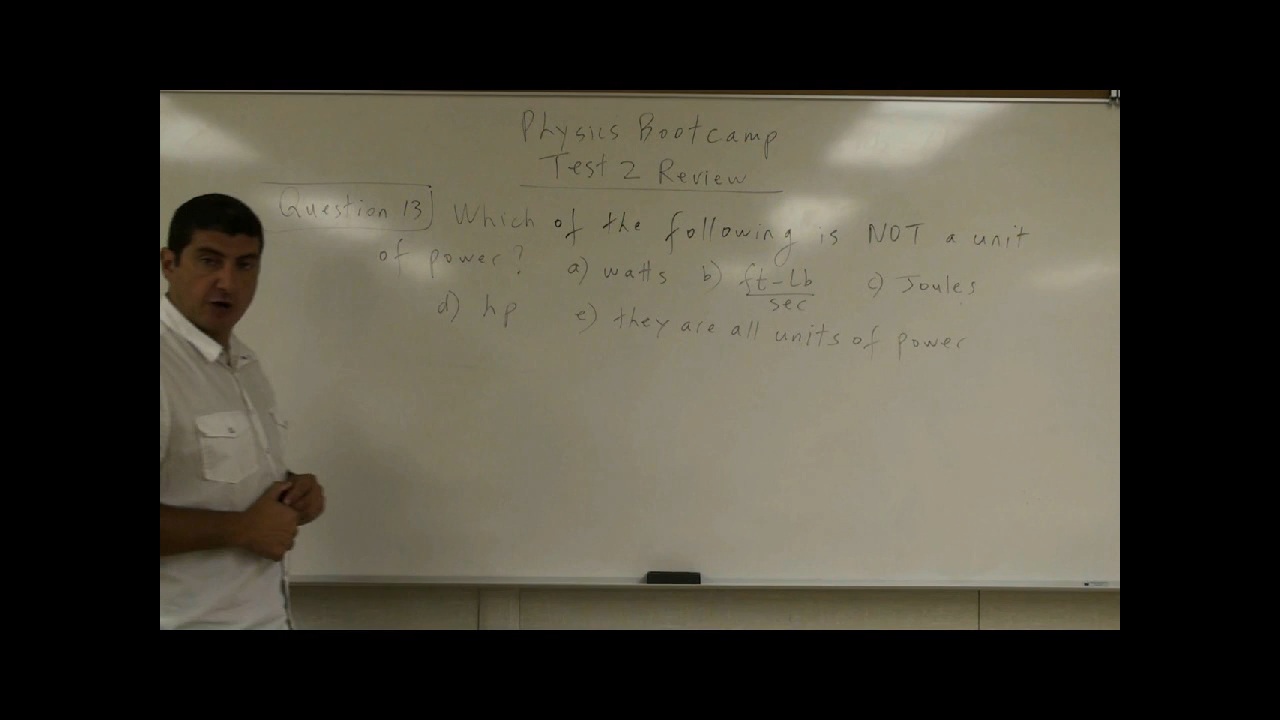 Physics Bootcamp
Test 2 Review
Question 13 Which of the following is NOT a unit
of power? a) watts b) ft-Lb/sec c) Joules
d) hp e) they are all units of power